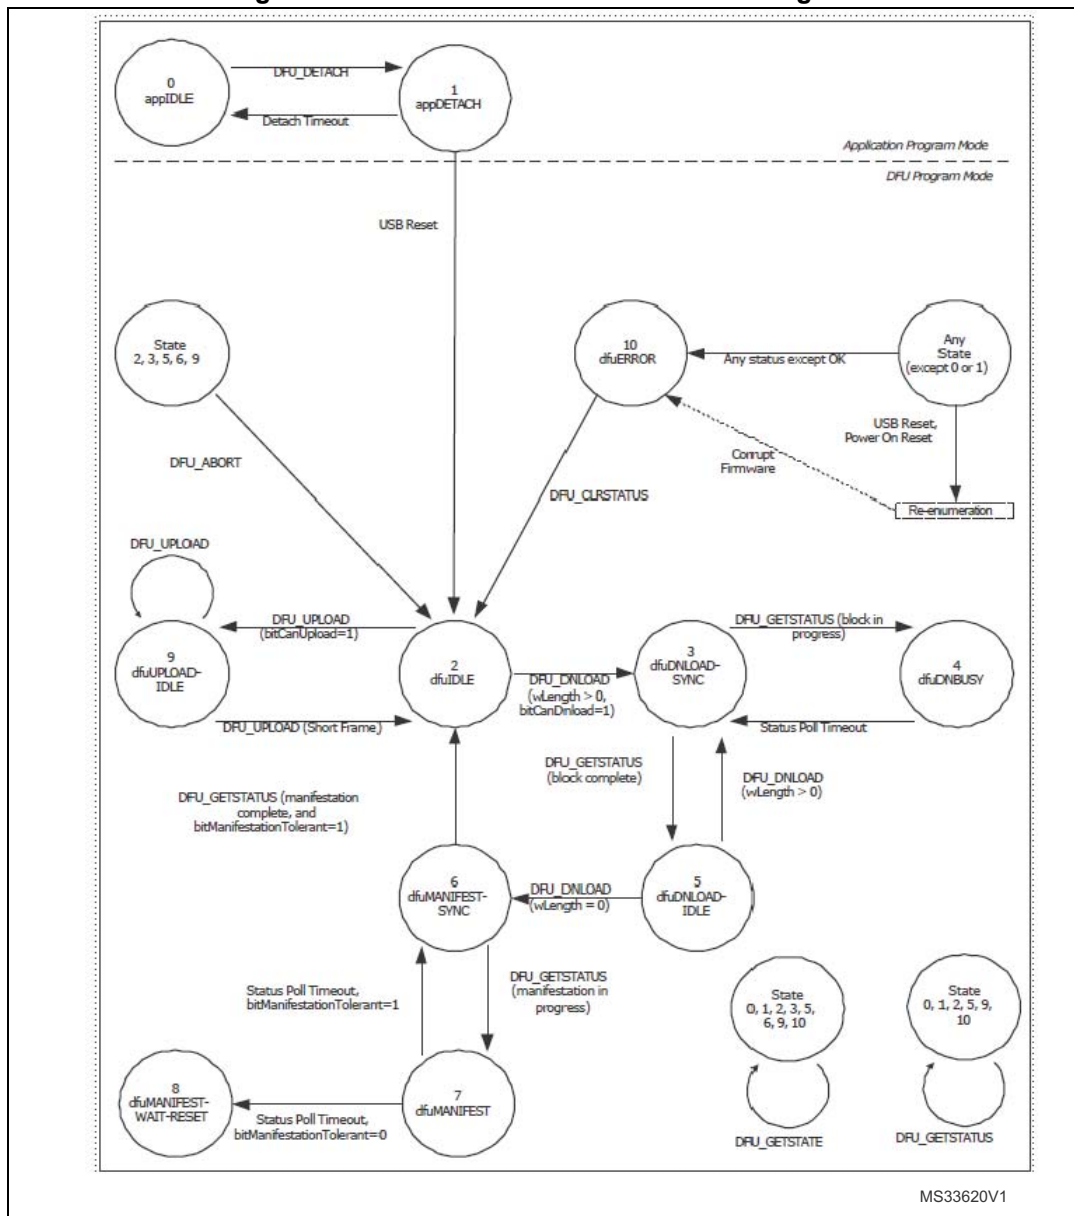 0
appIDLE
DFU_DETACH
Detach Timeout
1
appDETACH
Application Program Mode
DFU Program Mode
USB Reset
State
2, 3, 5, 6, 9
10
dfuERROR
Any status except OK
Any
State
(except 0 or 1)
USB Reset,
Power On Reset
Corrupt
Firmware
Re-enumeration
DFU_ABORT
DFU_CLRSTATUS
DFU_UPLOAD
DFU_UPLOAD
(bitCanUpload=1)
9
dfuUPLOAD-
IDLE
DFU_UPLOAD (Short Frame)
2
dfuIDLE
DFU_DNLOAD
(wLength > 0,
bitCanDnload=1)
3
dfuDNLOAD-
SYNC
DFU_GETSTATUS (block in
progress)
4
dfuDNBUSY
Status Poll Timeout
DFU_GETSTATUS
(block complete)
DFU_DNLOAD
(wLength > 0)
DFU_GETSTATUS (manifestation
complete, and
bitManifestationTolerant=1)
6
dfuMANIFEST-
SYNC
DFU_DNLOAD
(wLength = 0)
5
dfuDNLOAD-
IDLE
Status Poll Timeout,
bitManifestationTolerant=1
DFU_GETSTATUS
(manifestation in
progress)
State
0, 1, 2, 3, 5,
6, 9, 10
DFU_GETSTATE
State
0, 1, 2, 5, 9,
10
DFU_GETSTATUS
8
dfuMANIFEST-
WAIT-RESET
Status Poll Timeout,
bitManifestationTolerant=0
7
dfuMANIFEST
MS33620V1